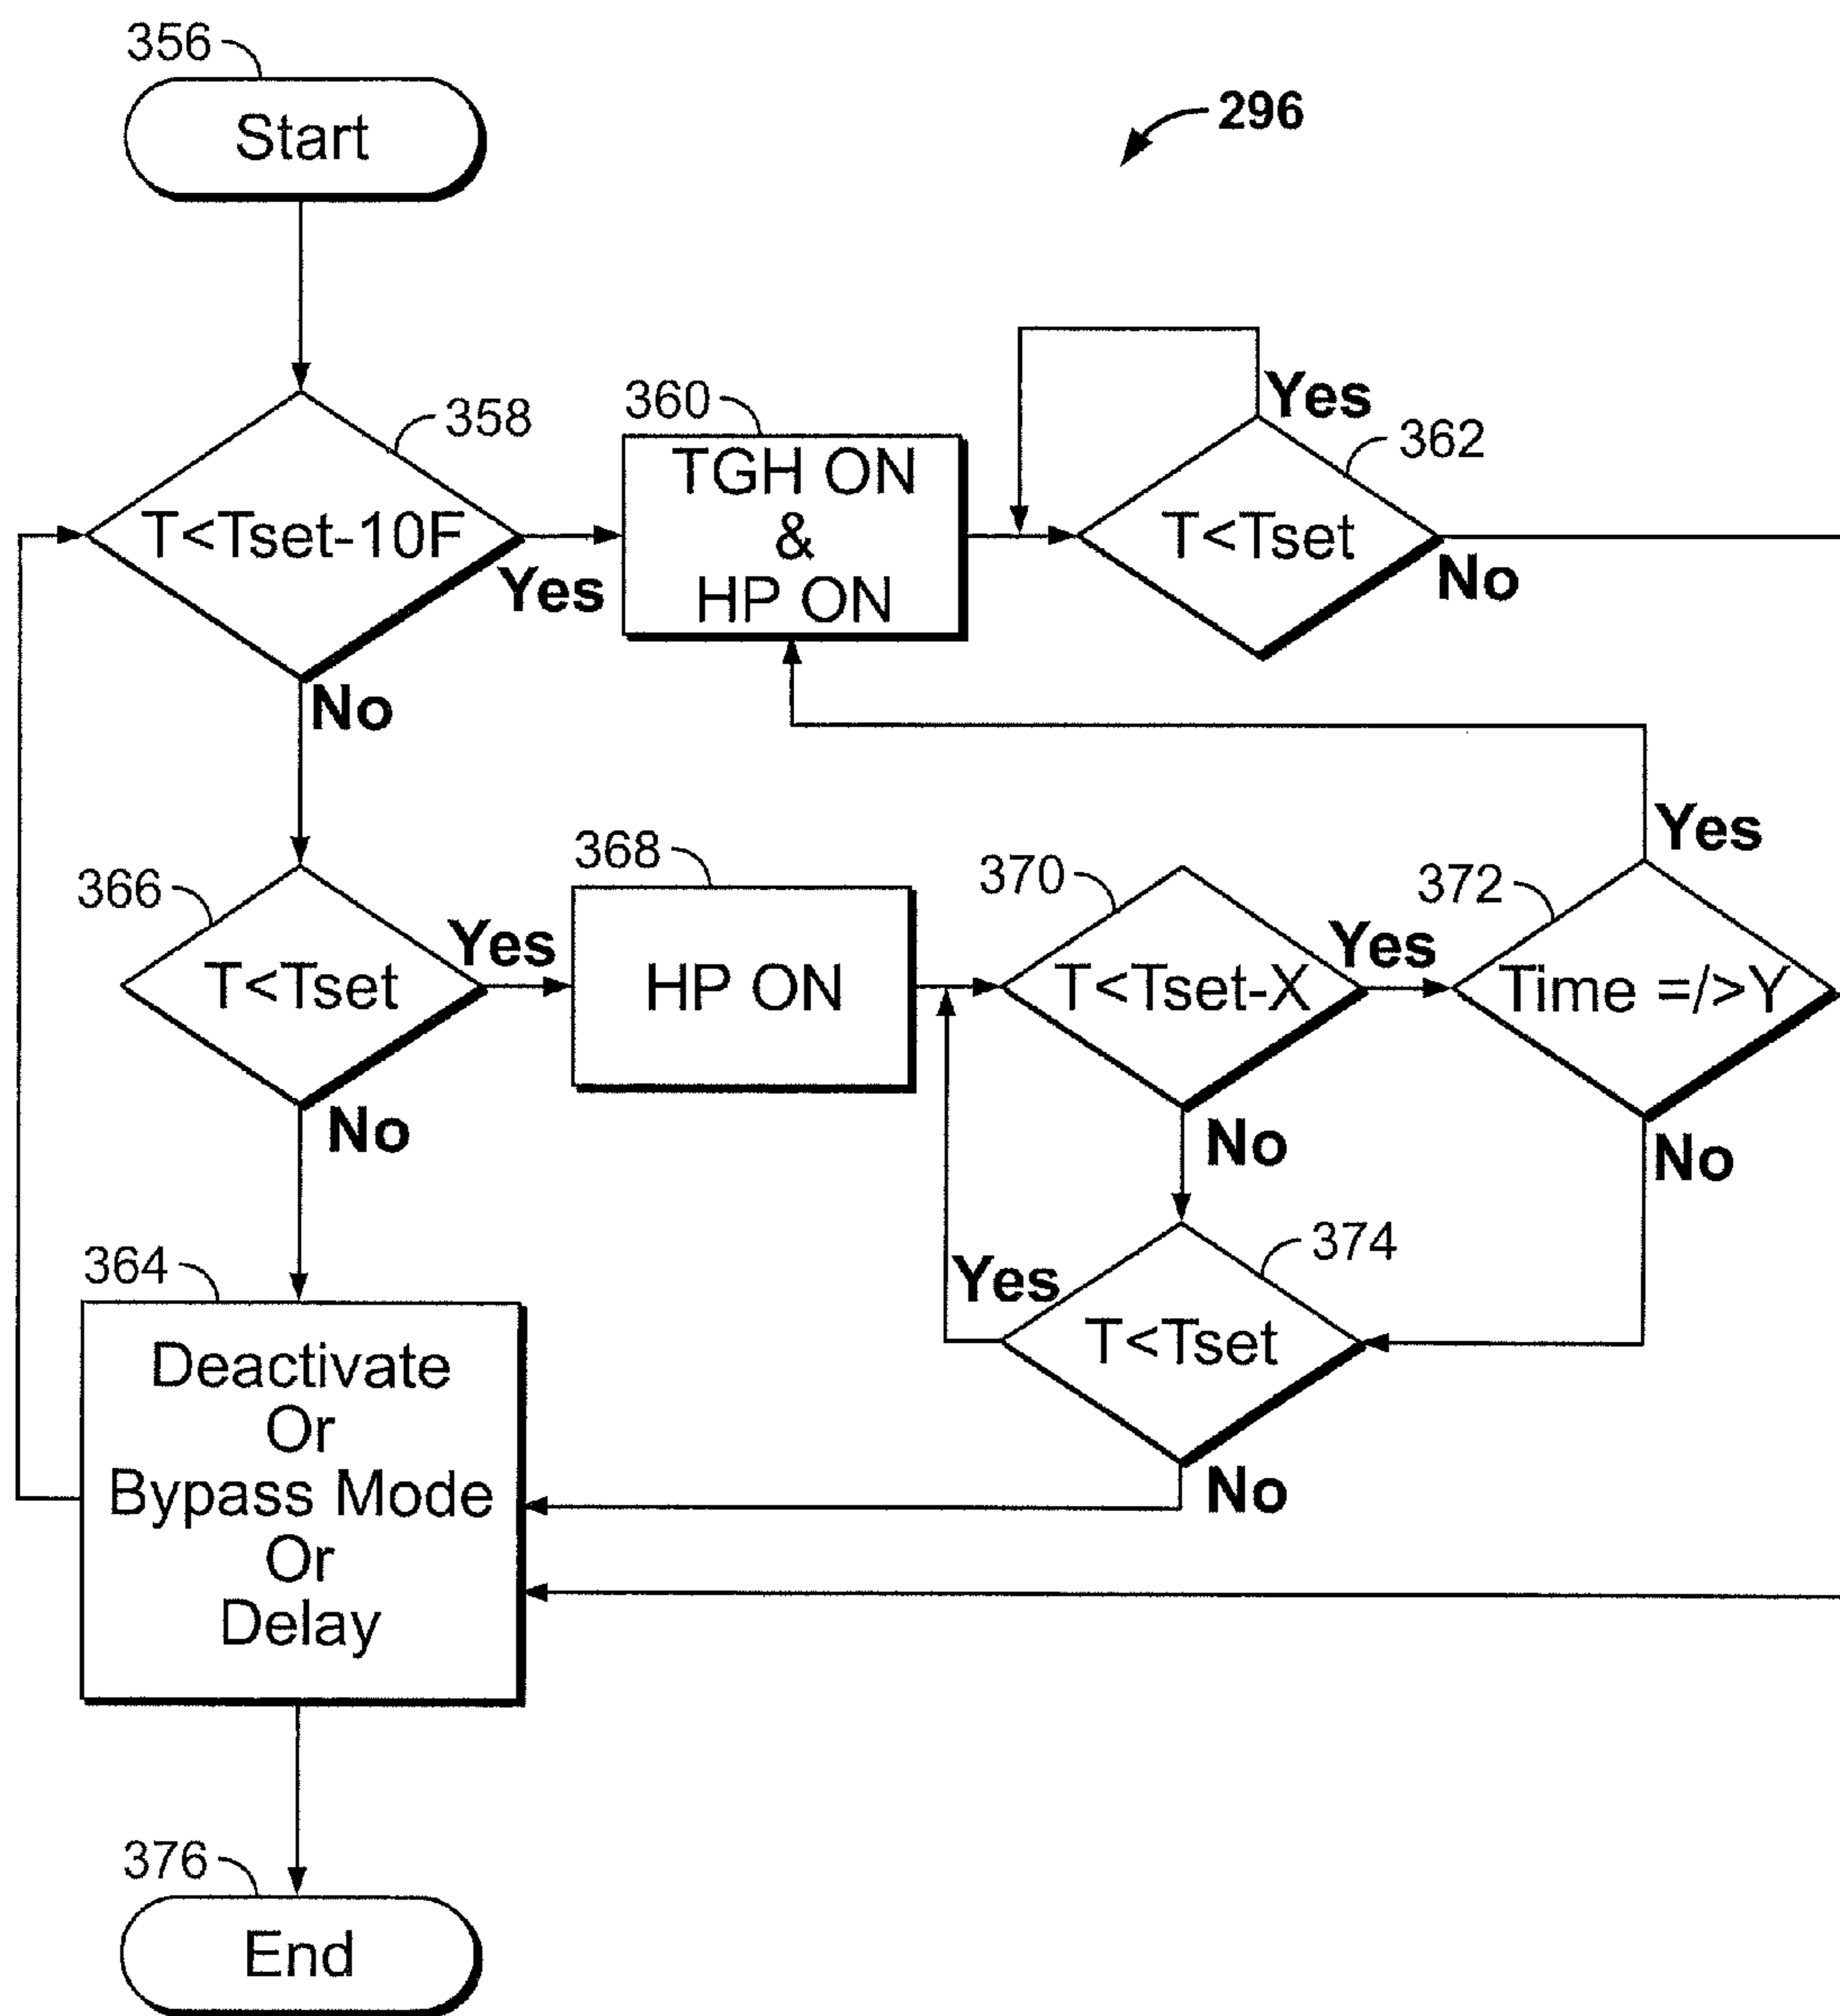 356
Start
296
358
T<Tset-10F
Yes
No
360
TGH ON
&
HP ON
Yes
362
T<Tset
No
366
T<Tset
Yes
No
368
HP ON
370
T<Tset-X
Yes
No
372
Time =/>Y
Yes
No
374
T<Tset
Yes
No
364
Deactivate
Or
Bypass Mode
Or
Delay
376
End